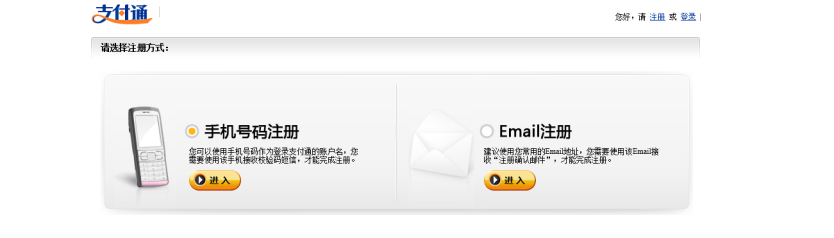 支付通
您好，请 注册 或 登录 |
请选择注册方式：
手机号码注册
您可以使用手机号码作为登录支付通的账户名，您
需要使用该手机接收校验码短信，才能完成注册。
进入
Email注册
建议使用您常用的Email地址，您需要使用该Email接
收“注册确认邮件”，才能完成注册。
进入